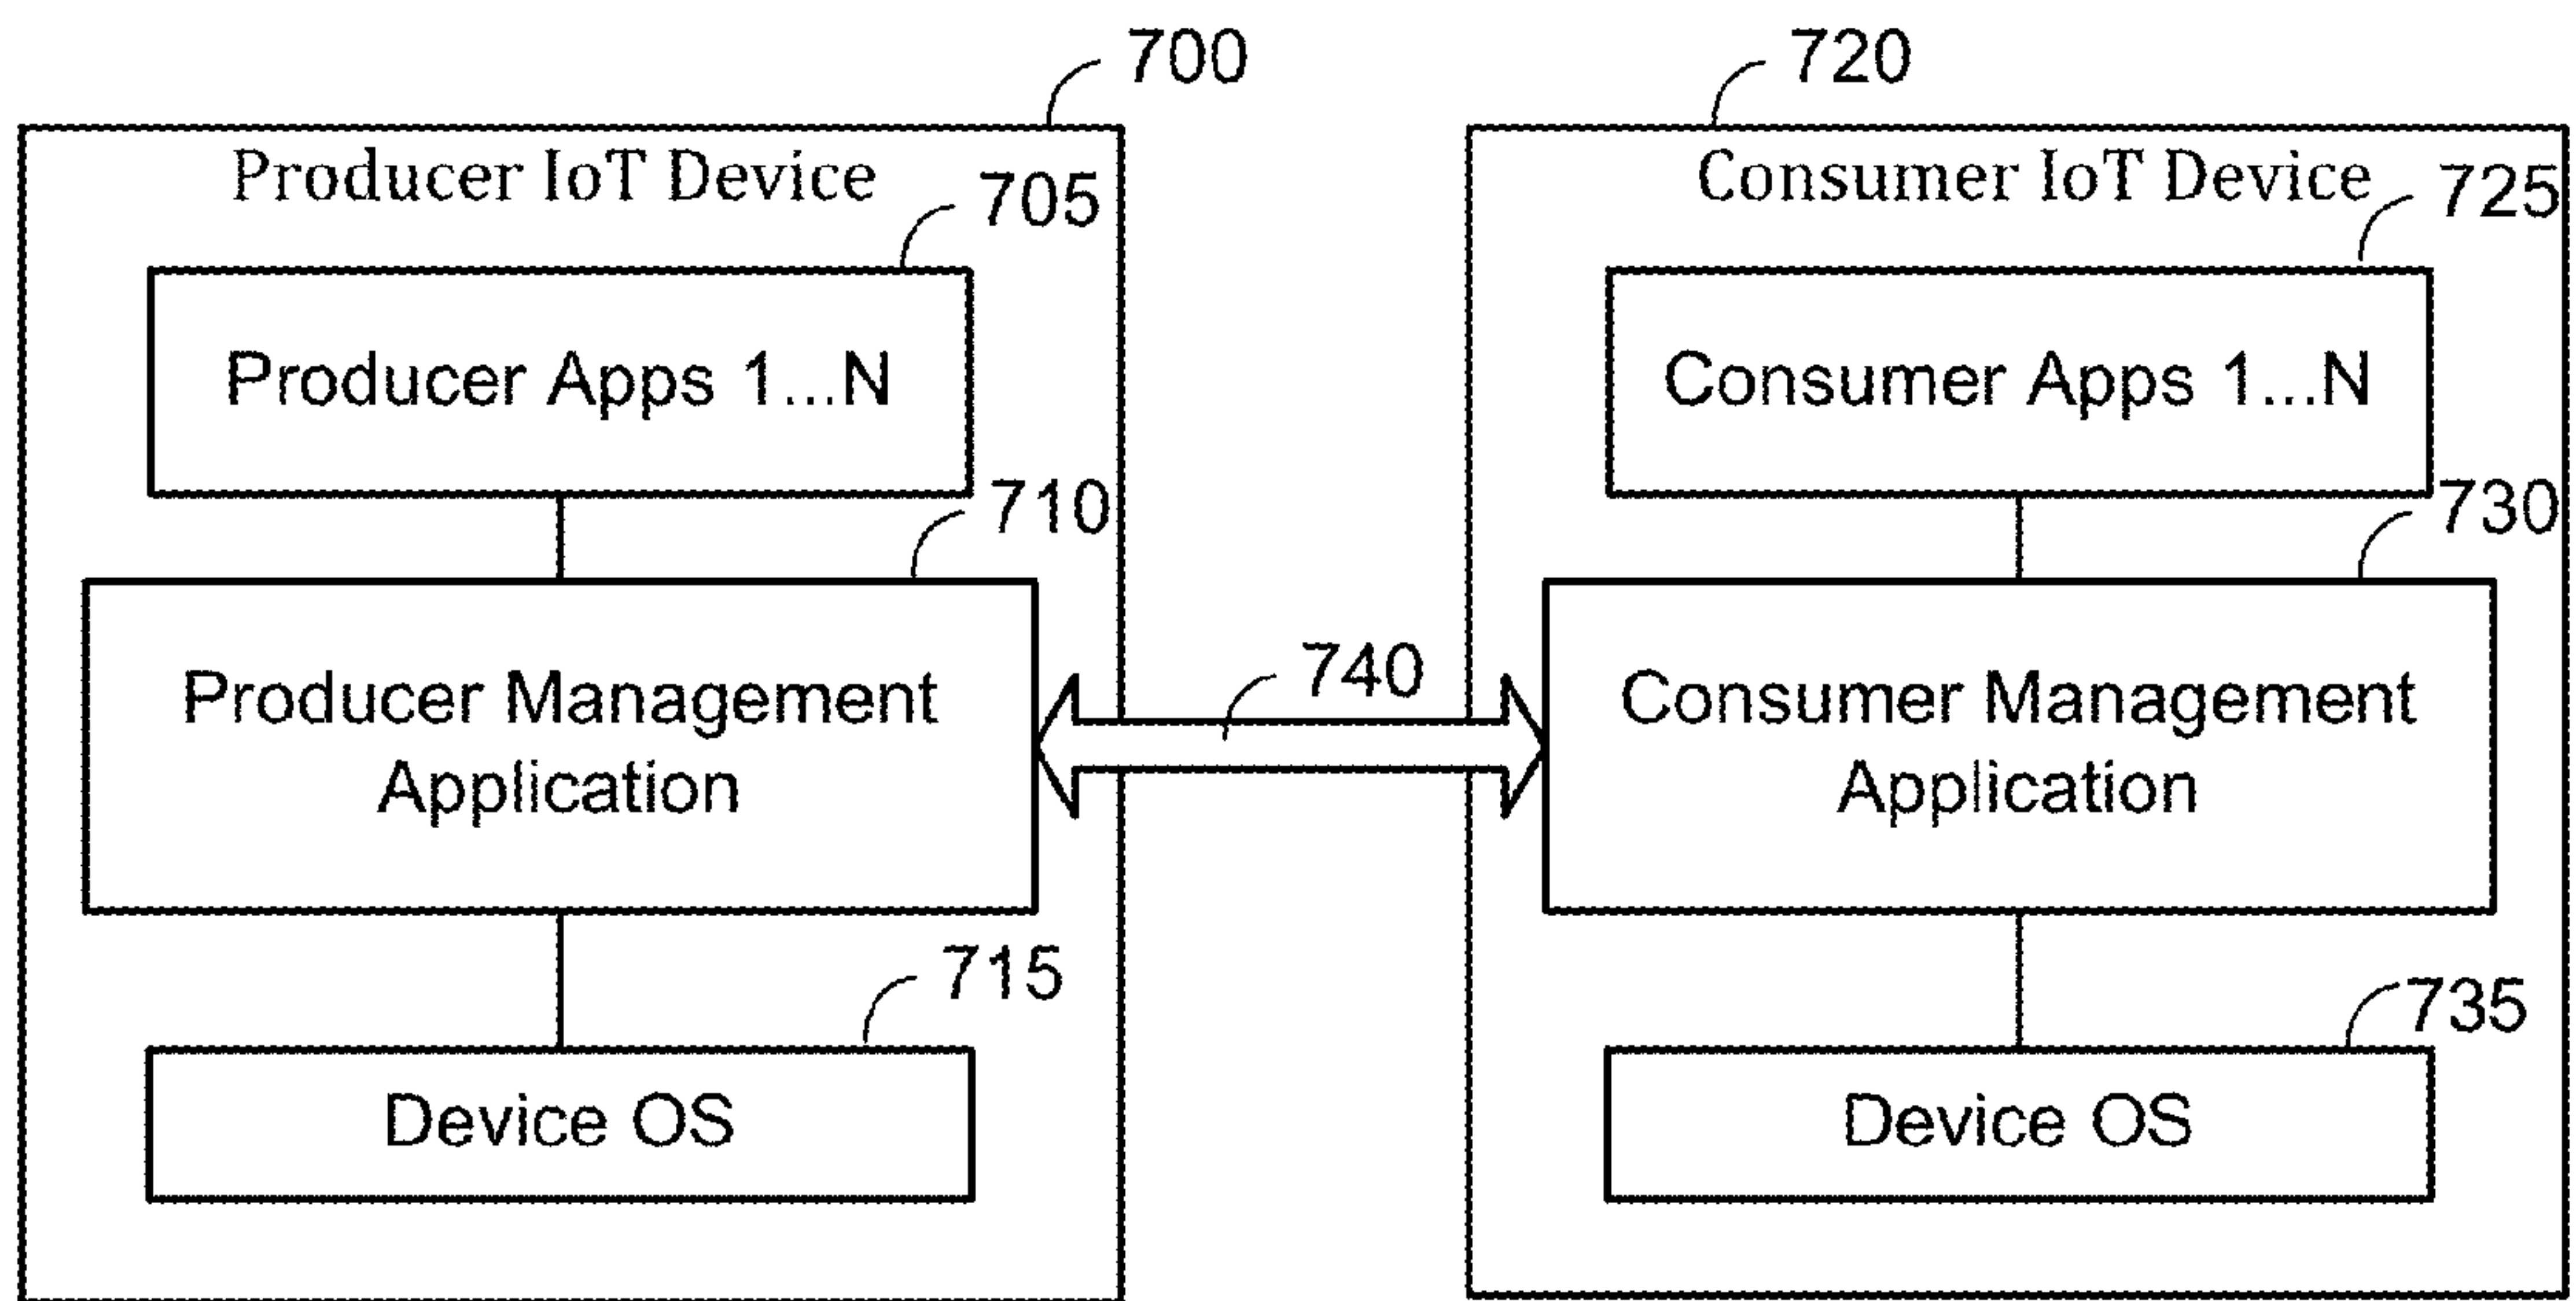 700
Producer IoT Device
705
Producer Apps 1...N
710
Producer Management
Application
715
Device OS
740
720
Consumer IoT Device
725
Consumer Apps 1...N
730
Consumer Management
Application
735
Device OS